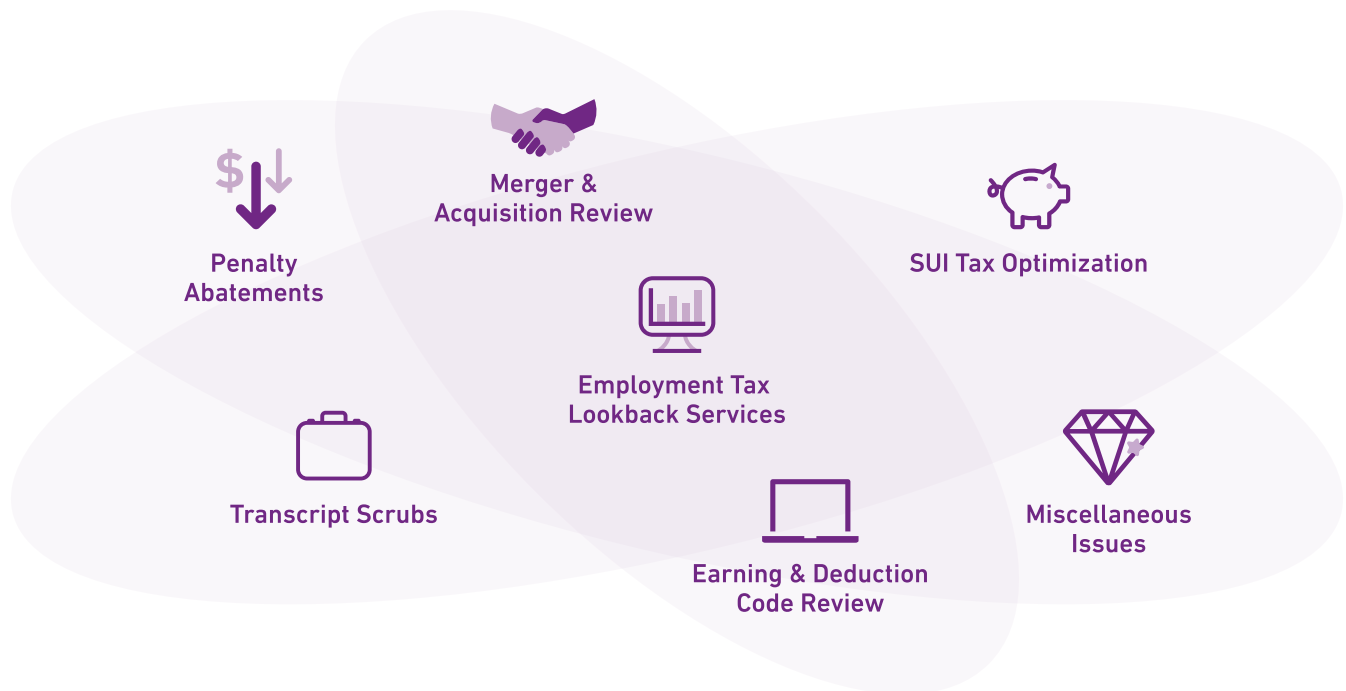 Merger &
Acquisition Review
Penalty
Abatements
$
SUI Tax Optimization
Employment Tax
Lookback Services
Transcript Scrubs
Miscellaneous
Issues
Earning & Deduction
Code Review